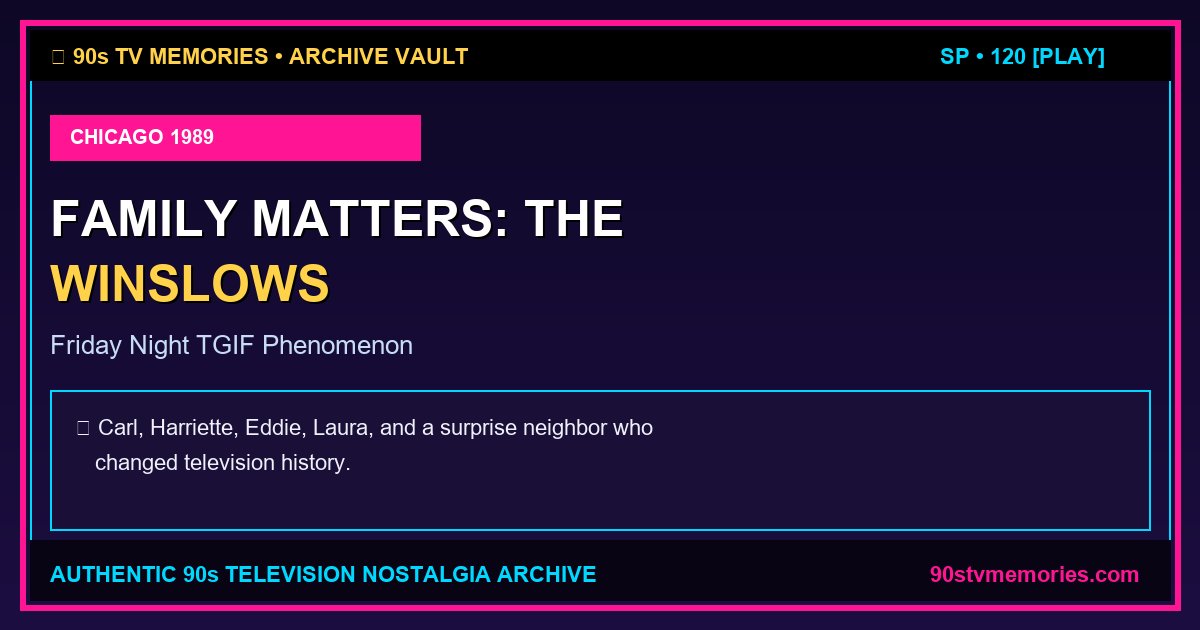 90s TV MEMORIES • ARCHIVE VAULT
SP • 120 [PLAY]
CHICAGO 1989
FAMILY MATTERS: THE
WINSLOWS
Friday Night TGIF Phenomenon
Carl, Harriette, Eddie, Laura, and a surprise neighbor who
changed television history.
AUTHENTIC 90s TELEVISION NOSTALGIA ARCHIVE
90stvmemories.com